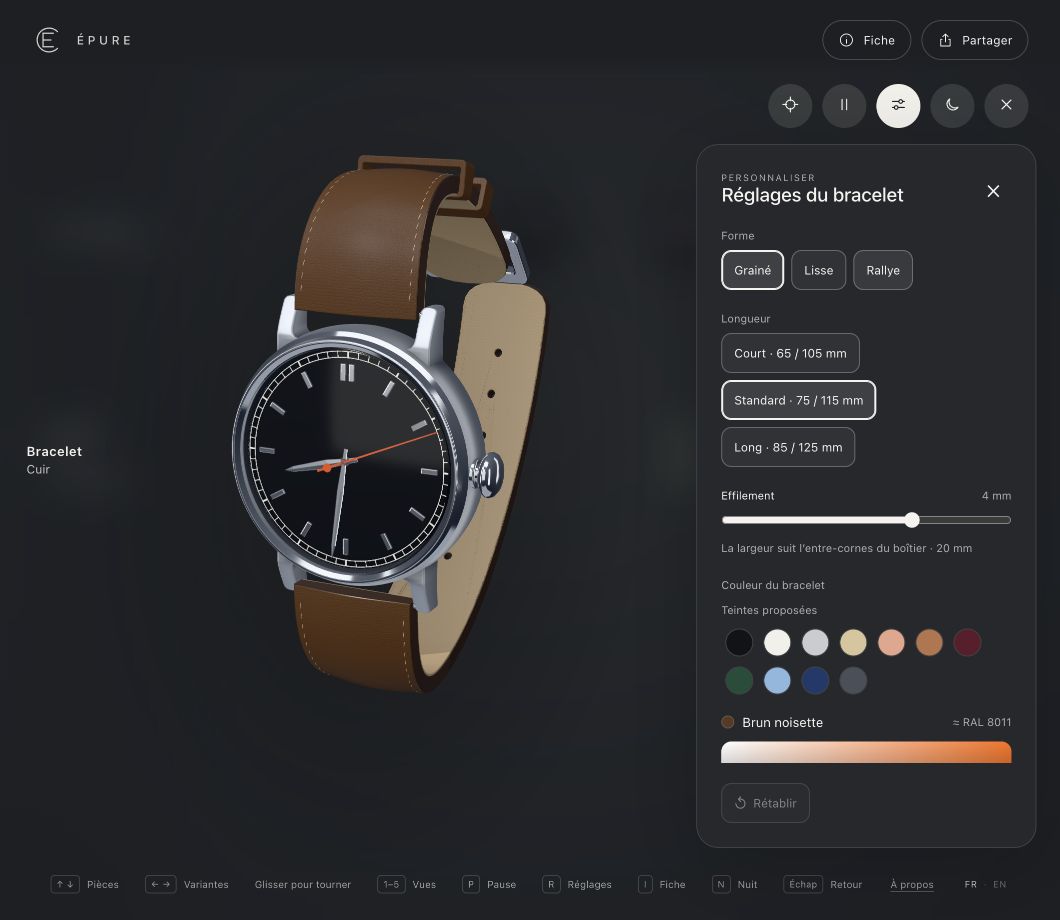 ÉPURE
Fiche
Partager
PERSONNALISER
Réglages du bracelet
Forme
Grainé
Lisse
Rallye
Longueur
Court · 65 / 105 mm
Standard · 75 / 115 mm
Long · 85 / 125 mm
Bracelet
Cuir
Effilement
4 mm
La largeur suit l'entre-cornes du boîtier · 20 mm
Couleur du bracelet
Teintes proposées
Brun noisette
≈ RAL 8011
Rétablir
↑ ↓ Pièces
← → Variantes
Glisser pour tourner
1–5 Vues
P Pause
R Réglages
I Fiche
N Nuit
Échap Retour
À propos
FR · EN